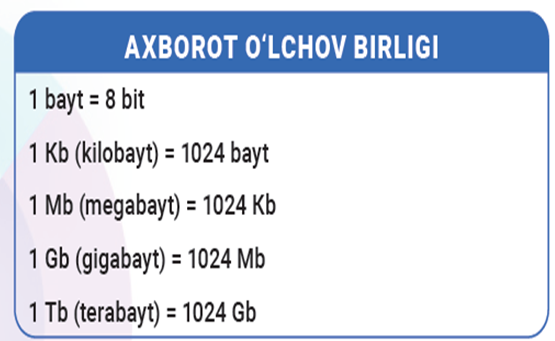 AXBOROT O‘LCHOV BIRLIGI
1 bayt = 8 bit
1 Kb (kilobayt) = 1024 bayt
1 Mb (megabayt) = 1024 Kb
1 Gb (gigabayt) = 1024 Mb
1 Tb (terabayt) = 1024 Gb